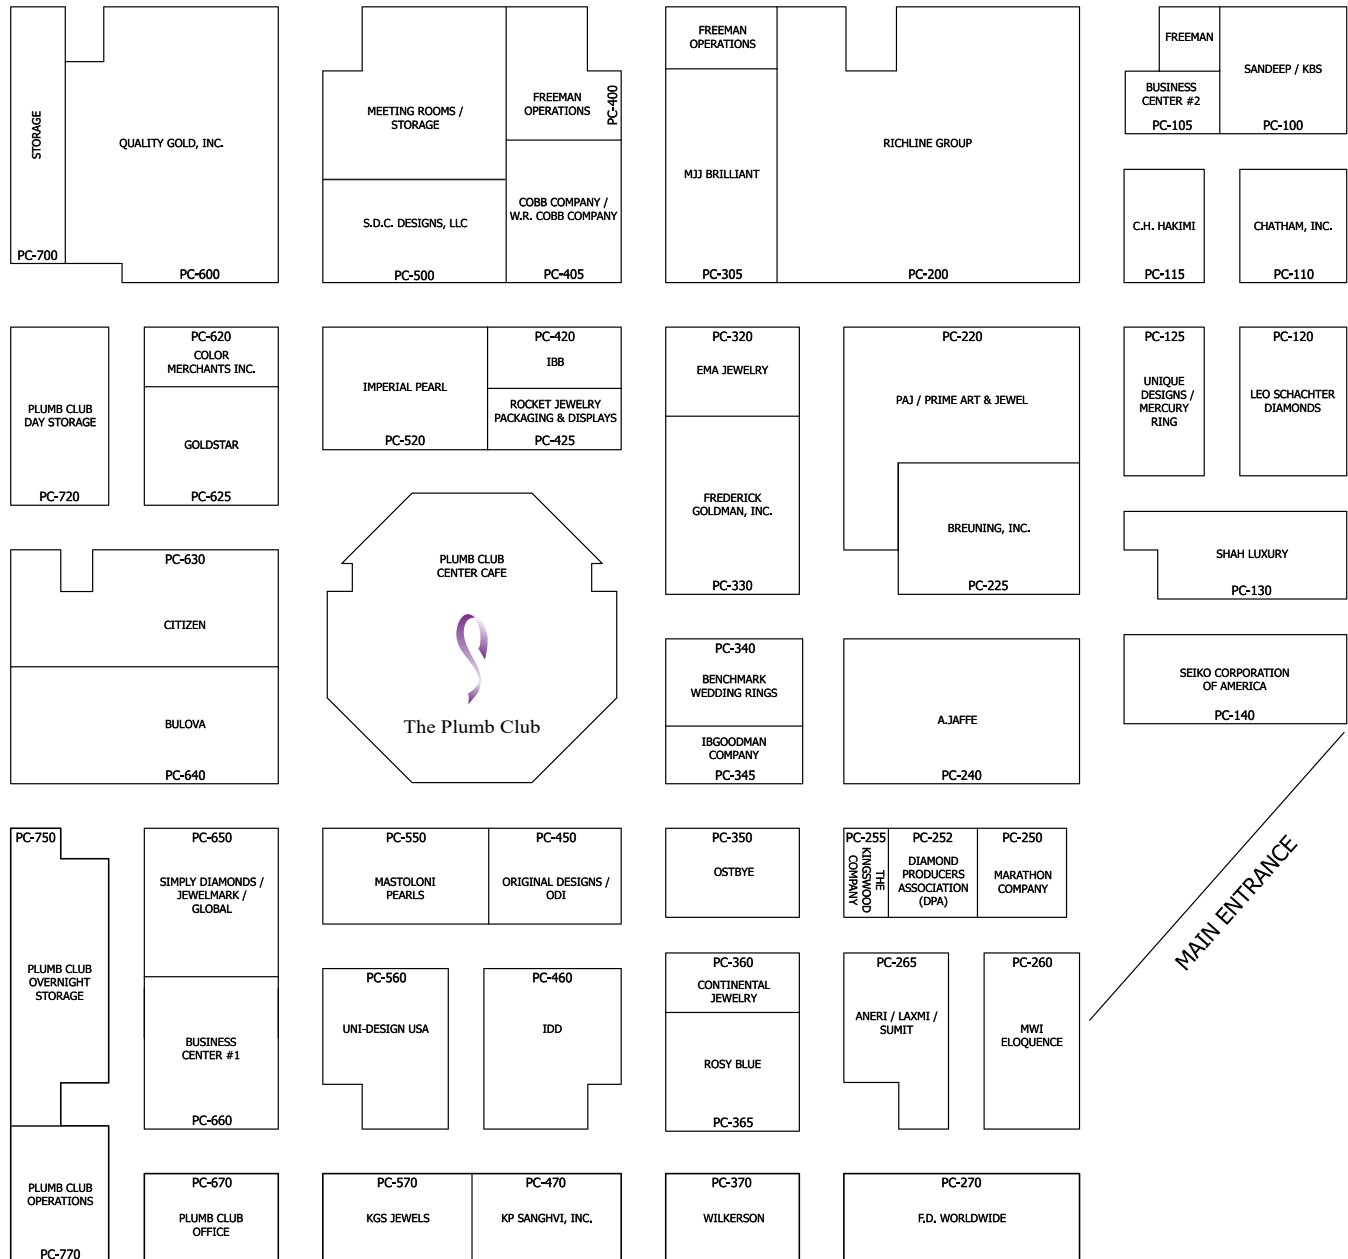 STORAGE
PC-700
QUALITY GOLD, INC.
PC-600
MEETING ROOMS /
STORAGE
FREEMAN
OPERATIONS
PC-400
S.D.C. DESIGNS, LLC
PC-500
COBB COMPANY /
W.R. COBB COMPANY
PC-405
FREEMAN
OPERATIONS
MJJ BRILLIANT
PC-305
RICHLINE GROUP
PC-200
FREEMAN
BUSINESS
CENTER #2
PC-105
SANDEEP / KBS
PC-100
C.H. HAKIMI
PC-115
CHATHAM, INC.
PC-110
PLUMB CLUB
DAY STORAGE
PC-720
PC-620
COLOR
MERCHANTS INC.
GOLDSTAR
PC-625
IMPERIAL PEARL
PC-520
PC-420
IBB
ROCKET JEWELRY
PACKAGING & DISPLAYS
PC-425
PC-320
EMA JEWELRY
FREDERICK
GOLDMAN, INC.
PC-330
PC-220
PAJ / PRIME ART & JEWEL
BREUNING, INC.
PC-225
PC-125
UNIQUE
DESIGNS /
MERCURY
RING
PC-120
LEO SCHACHTER
DIAMONDS
SHAH LUXURY
PC-130
PC-630
CITIZEN
BULOVA
PC-640
PLUMB CLUB
CENTER CAFE
The Plumb Club
PC-340
BENCHMARK
WEDDING RINGS
IBGOODMAN
COMPANY
PC-345
A.JAFFE
PC-240
SEIKO CORPORATION
OF AMERICA
PC-140
MAIN ENTRANCE
PC-750
PLUMB CLUB
OVERNIGHT
STORAGE
PC-650
SIMPLY DIAMONDS /
JEWELMARK /
GLOBAL
BUSINESS
CENTER #1
PC-660
PC-550
MASTOLONI
PEARLS
PC-450
ORIGINAL DESIGNS /
ODI
PC-350
OSTBYE
PC-255
THE
KINGSWOOD
COMPANY
PC-252
DIAMOND
PRODUCERS
ASSOCIATION
(DPA)
PC-250
MARATHON
COMPANY
PC-560
UNI-DESIGN USA
PC-460
IDD
PC-360
CONTINENTAL
JEWELRY
ROSY BLUE
PC-365
PC-265
ANERI / LAXMI /
SUMIT
PC-260
MWI
ELOQUENCE
PLUMB CLUB
OPERATIONS
PC-770
PC-670
PLUMB CLUB
OFFICE
PC-570
KGS JEWELS
PC-470
KP SANGHVI, INC.
PC-370
WILKERSON
PC-270
F.D. WORLDWIDE